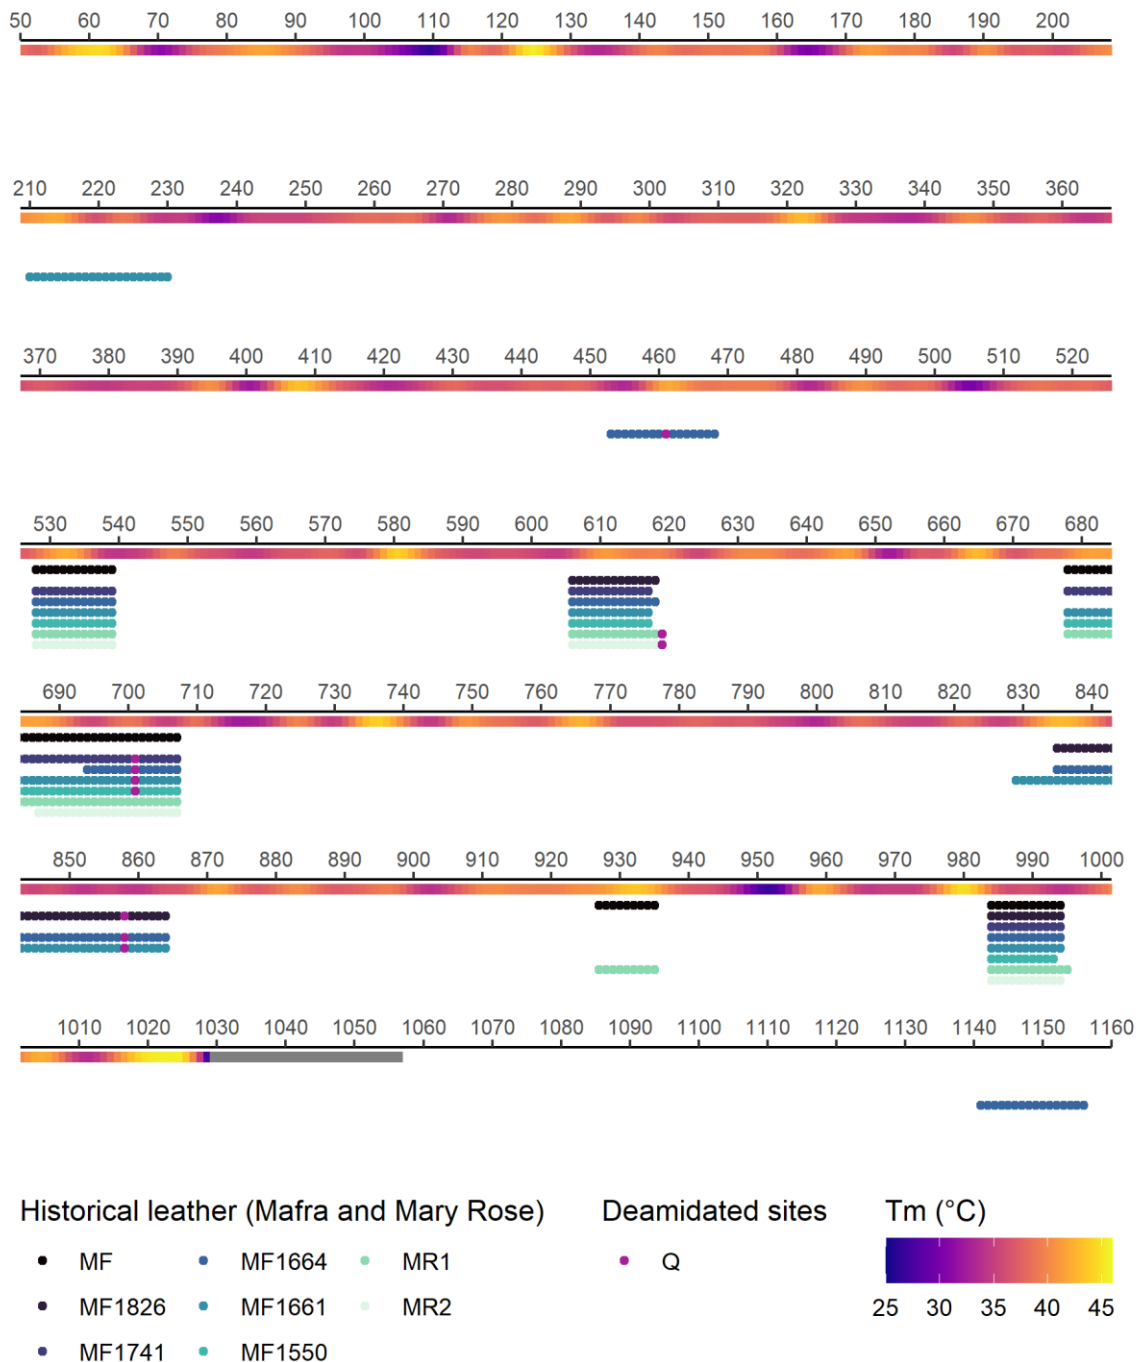 50 60 70 80 90 100 110 120 130 140 150 160 170 180 190 200
210 220 230 240 250 260 270 280 290 300 310 320 330 340 350 360
370 380 390 400 410 420 430 440 450 460 470 480 490 500 510 520
530 540 550 560 570 580 590 600 610 620 630 640 650 660 670 680
690 700 710 720 730 740 750 760 770 780 790 800 810 820 830 840
850 860 870 880 890 900 910 920 930 940 950 960 970 980 990 1000
1010 1020 1030 1040 1050 1060 1070 1080 1090 1100 1110 1120 1130 1140 1150 1160
Historical leather (Mafra and Mary Rose) Deamidated sites Tm (°C)
MF MF1664 MR1 Q
MF1826 MF1661 MR2 25 30 35 40 45
MF1741 MF1550